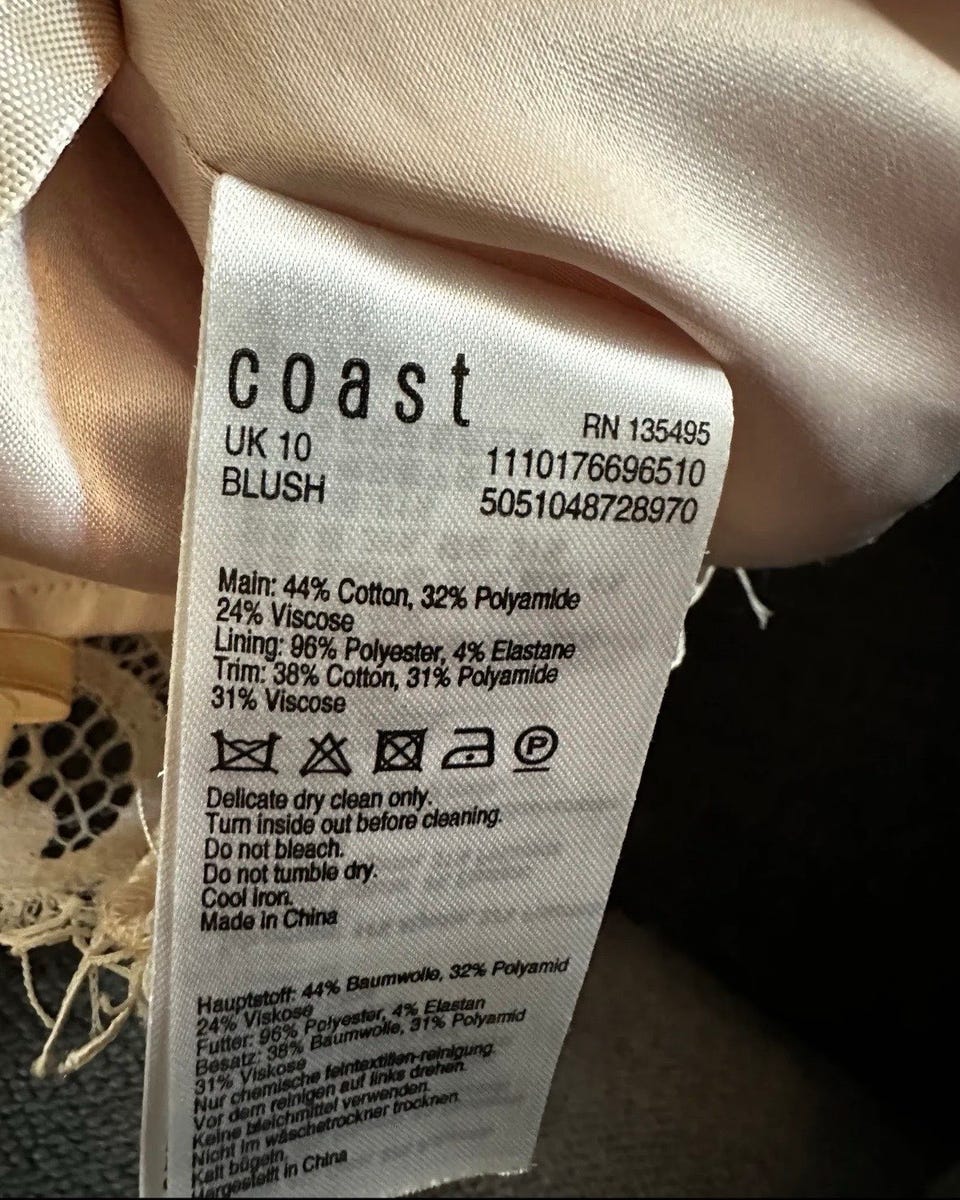 coast
RN 135495
UK 10
1110176696510
BLUSH
5051048728970
Main: 44% Cotton, 32% Polyamide
24% Viscose
Lining: 96% Polyester, 4% Elastane
Trim: 38% Cotton, 31% Polyamide
31% Viscose
P
Delicate dry clean only.
Turn inside out before cleaning.
Do not bleach.
Do not tumble dry.
Cool Iron.
Made in China
Hauptstoff: 44% Baumwolle, 32% Polyamid
24% Viskose
Futter: 96% Polyester, 4% Elastan
Besatz: 38% Baumwolle, 31% Polyamid
31% Viskose
Nur chemische feintextilien-reinigung.
Vor dem reinigen auf links drehen.
Keine bleichmittel verwenden.
Nicht im wäschetrockner trocknen.
Kalt bügeln.
Hergestellt in China